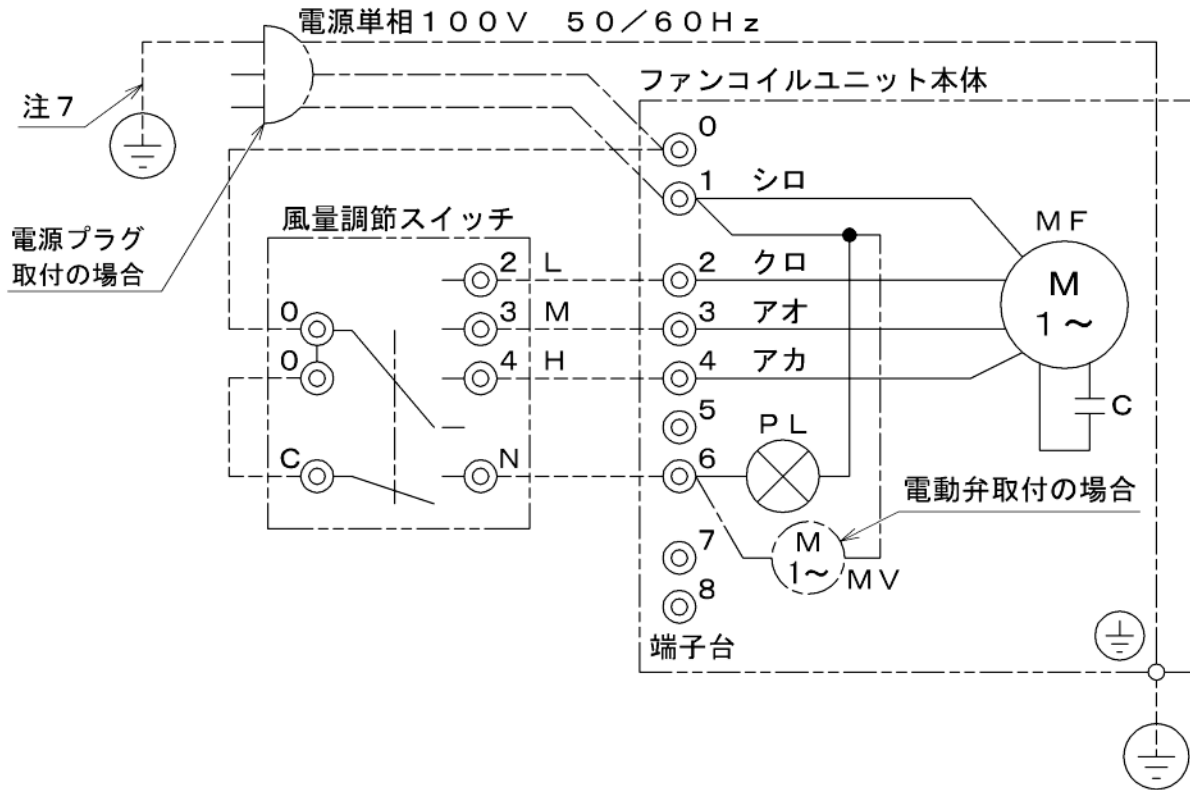 電源単相１００Ｖ　５０／６０Ｈｚ
ファンコイルユニット本体
注７
0
1
シロ
ＭＦ
電源プラグ
取付の場合
風量調節スイッチ
2 L
2
クロ
M
1～
0
3 M
3
アオ
0
4 H
4
アカ
C
5
ＰＬ
C
N
6
電動弁取付の場合
7
M
1～
ＭＶ
8
端子台